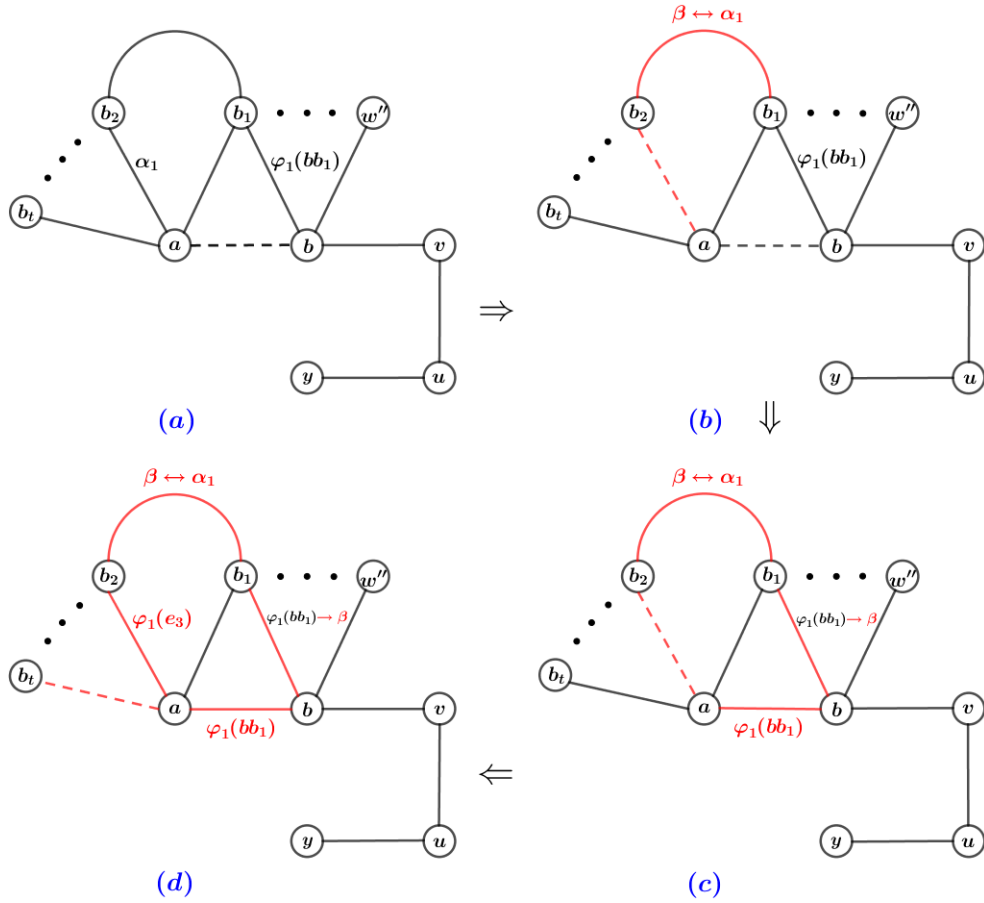 β ↔ α₁
b₂ b₁ w″
α₁ φ₁(bb₁)
bₜ a b v
y u
(a)
⇒
b₂ b₁ w″
φ₁(bb₁)
bₜ a b v
y u
(b)
⇓
β ↔ α₁
b₂ b₁ w″
φ₁(e₃) φ₁(bb₁)→ β
bₜ a b v
φ₁(bb₁)
y u
(d)
⇐
β ↔ α₁
b₂ b₁ w″
φ₁(bb₁)→ β
bₜ a b v
φ₁(bb₁)
y u
(c)